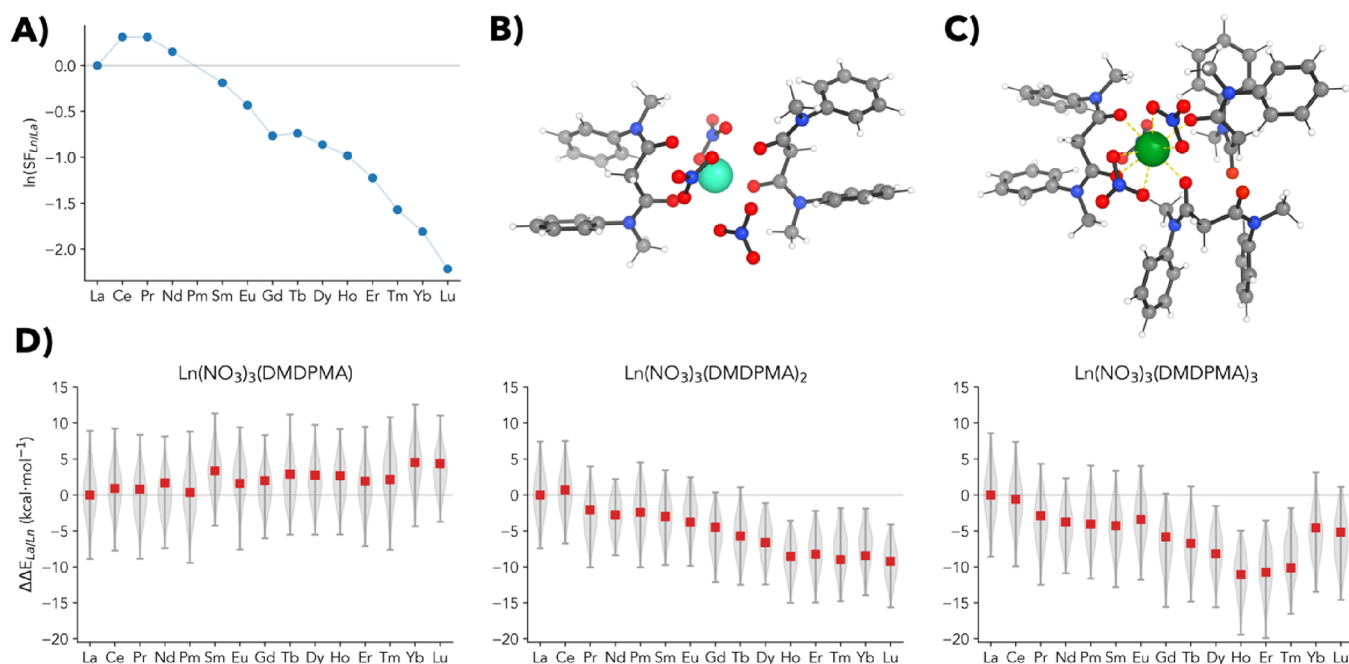 A)
ln(SF_Ln/La)
0.0
−0.5
−1.0
−1.5
−2.0
La Ce Pr Nd Pm Sm Eu Gd Tb Dy Ho Er Tm Yb Lu
B)
C)
D)
ΔΔE_La/Ln (kcal·mol⁻¹)
Ln(NO₃)₃(DMDPMA)
15
10
5
0
−5
−10
−15
−20
La Ce Pr Nd Pm Sm Eu Gd Tb Dy Ho Er Tm Yb Lu
Ln(NO₃)₃(DMDPMA)₂
15
10
5
0
−5
−10
−15
−20
La Ce Pr Nd Pm Sm Eu Gd Tb Dy Ho Er Tm Yb Lu
Ln(NO₃)₃(DMDPMA)₃
15
10
5
0
−5
−10
−15
−20
La Ce Pr Nd Pm Sm Eu Gd Tb Dy Ho Er Tm Yb Lu